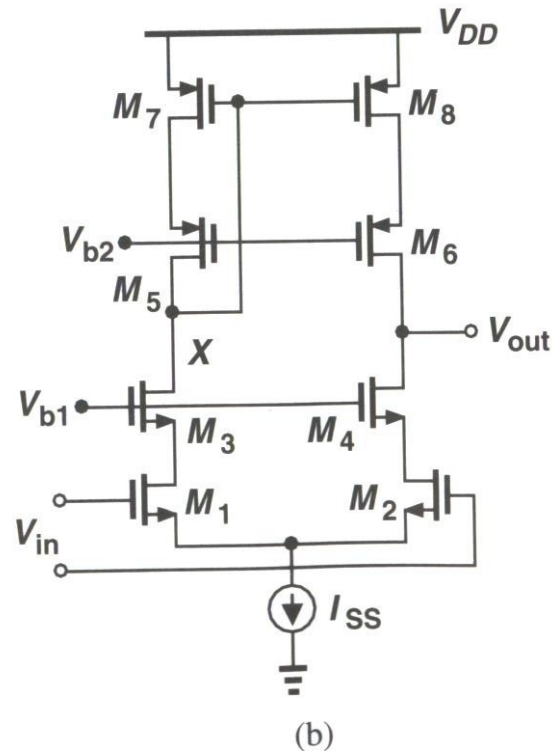 V_DD
M_7
M_8
V_b2
M_5
M_6
X
V_out
V_b1
M_3
M_4
V_in
M_1
M_2
I_SS
(b)